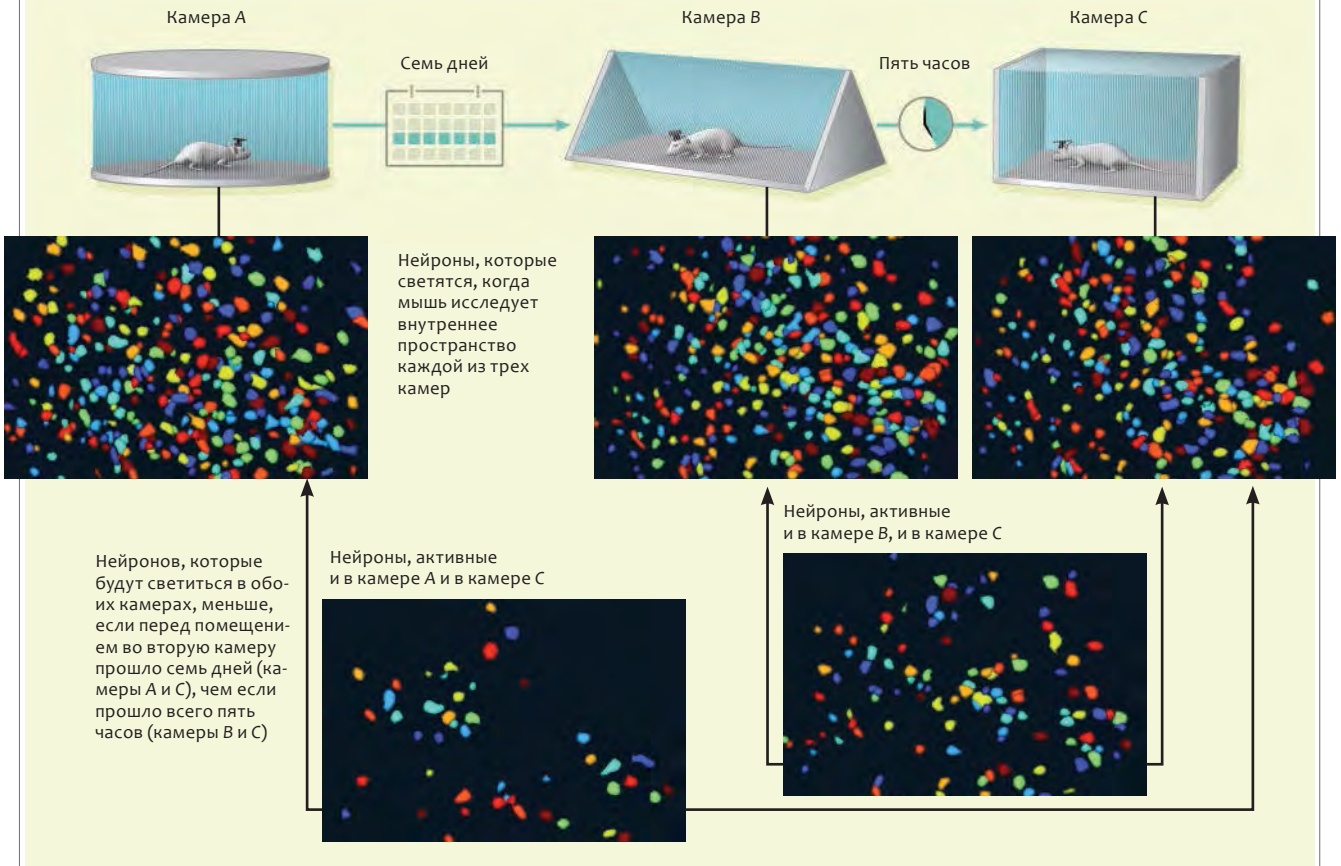 Камера A
Камера B
Камера C
Семь дней
Пять часов
Нейроны, которые
светятся, когда
мышь исследует
внутреннее
пространство
каждой из трех
камер
Нейронов, которые
будут светиться в обо-
их камерах, меньше,
если перед помещени-
ем во вторую камеру
прошло семь дней (ка-
меры A и C), чем если
прошло всего пять
часов (камеры B и C)
Нейроны, активные
и в камере A и в камере C
Нейроны, активные
и в камере B, и в камере C